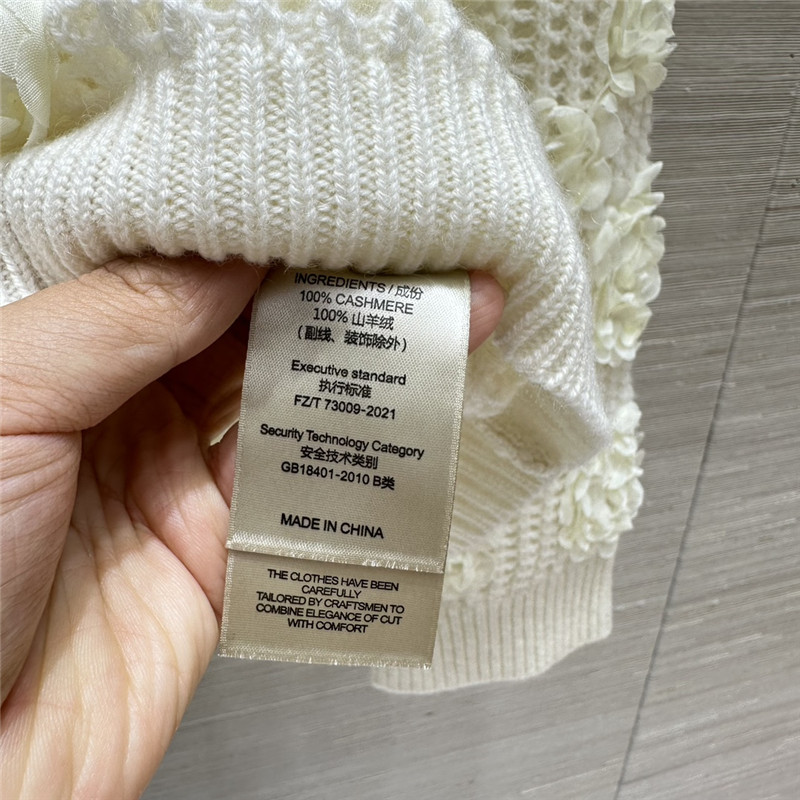 INGREDIENTS / 成份
100% CASHMERE
100% 山羊绒
(副线、装饰除外)
Executive standard
执行标准
FZ/T 73009-2021
Security Technology Category
安全技术类别
GB18401-2010 B类
MADE IN CHINA
THE CLOTHES HAVE BEEN
CAREFULLY
TAILORED BY CRAFTSMEN TO
COMBINE ELEGANCE OF CUT
WITH COMFORT